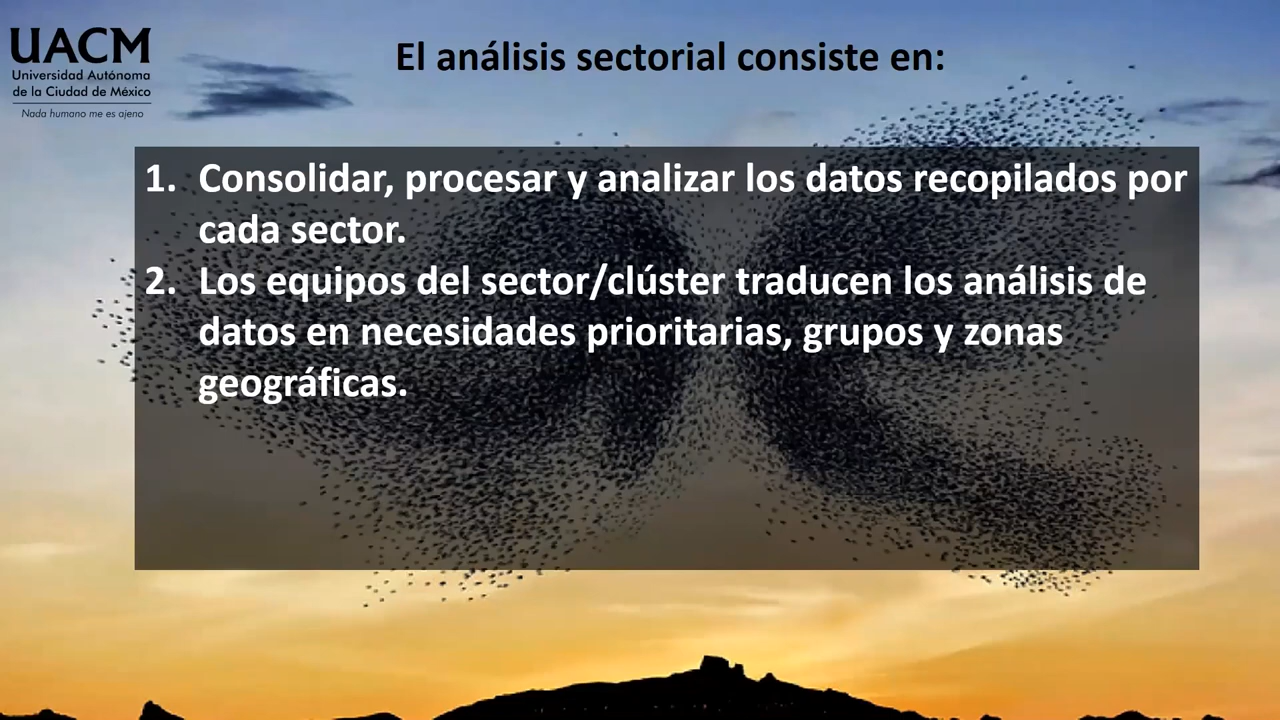 UACM
Universidad Autónoma
de la Ciudad de México
Nada humano me es ajeno
El análisis sectorial consiste en:
1. Consolidar, procesar y analizar los datos recopilados por
cada sector.
2. Los equipos del sector/clúster traducen los análisis de
datos en necesidades prioritarias, grupos y zonas
geográficas.